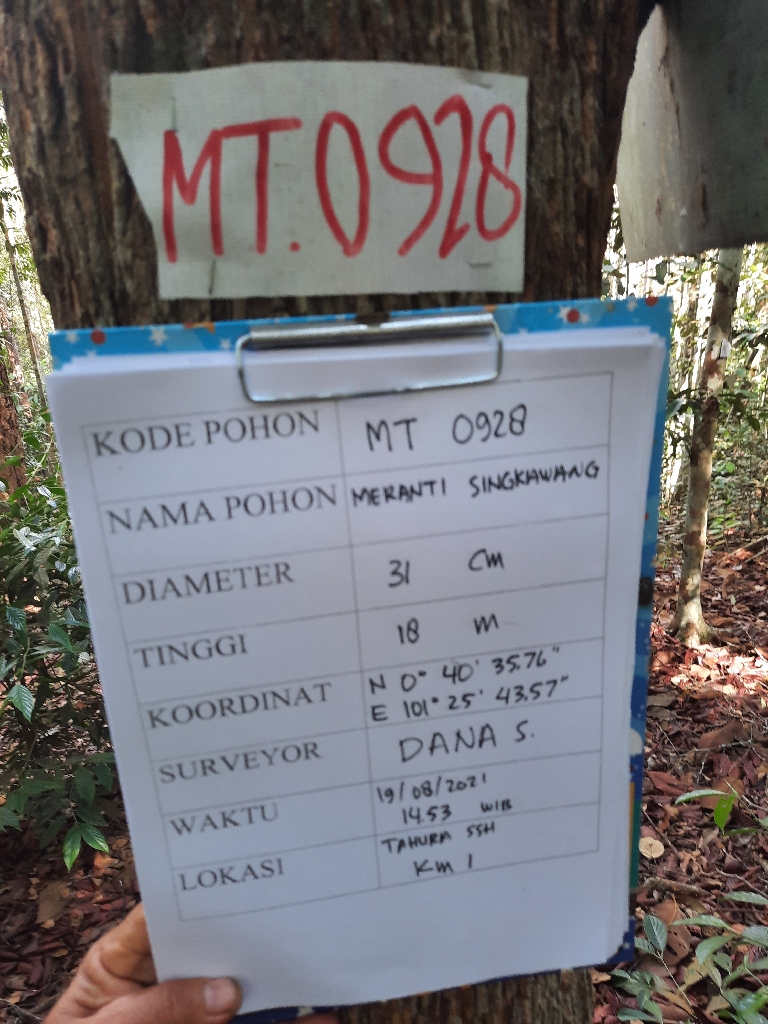 MT.0928
KODE POHON MT 0928
NAMA POHON MERANTI SINGKAWANG
DIAMETER 31 Cm
TINGGI 18 m
KOORDINAT N 0° 40' 35.76"
E 101° 25' 43.57"
SURVEYOR DANA S.
WAKTU 19/08/2021
14.53 WIB
LOKASI TAHURA SSH
Km 1